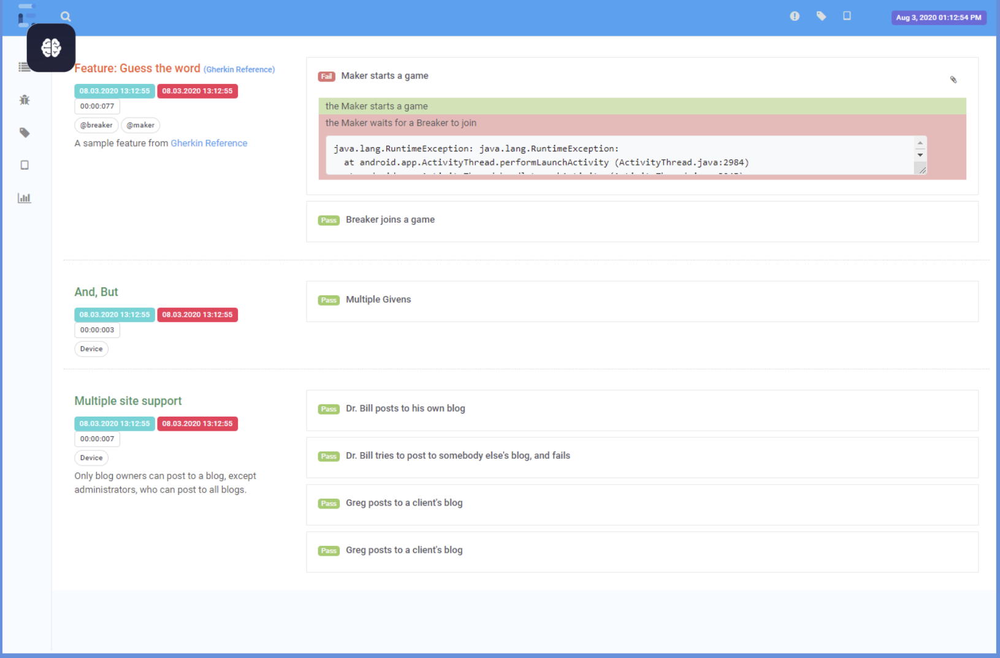 Aug 3, 2020 01:12:54 PM
Feature: Guess the word (Gherkin Reference)
08.03.2020 13:12:55 08.03.2020 13:12:55
00:00:077
@breaker @maker
A sample feature from Gherkin Reference
Fail Maker starts a game
the Maker starts a game
the Maker waits for a Breaker to join
java.lang.RuntimeException: java.lang.RuntimeException:
at android.app.ActivityThread.performLaunchActivity (ActivityThread.java:2984)
Pass Breaker joins a game
And, But
08.03.2020 13:12:55 08.03.2020 13:12:55
00:00:003
Device
Pass Multiple Givens
Multiple site support
08.03.2020 13:12:55 08.03.2020 13:12:55
00:00:007
Device
Only blog owners can post to a blog, except
administrators, who can post to all blogs.
Pass Dr. Bill posts to his own blog
Pass Dr. Bill tries to post to somebody else's blog, and fails
Pass Greg posts to a client's blog
Pass Greg posts to a client's blog